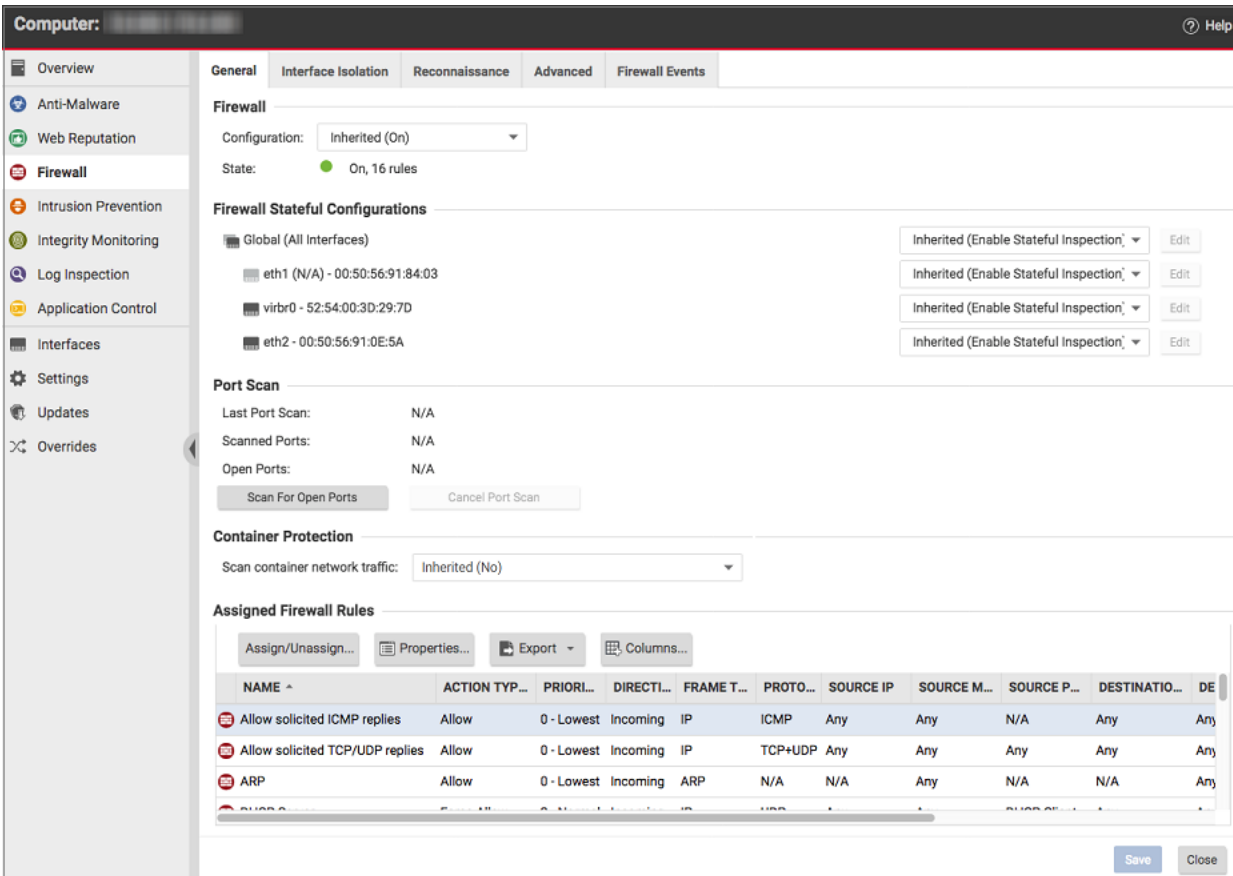 Computer:
Help
Overview
Anti-Malware
Web Reputation
Firewall
Intrusion Prevention
Integrity Monitoring
Log Inspection
Application Control
Interfaces
Settings
Updates
Overrides
General Interface Isolation Reconnaissance Advanced Firewall Events
Firewall
Configuration: Inherited (On)
State: On, 16 rules
Firewall Stateful Configurations
Global (All Interfaces) Inherited (Enable Stateful Inspection) Edit
eth1 (N/A) - 00:50:56:91:84:03 Inherited (Enable Stateful Inspection) Edit
virbr0 - 52:54:00:3D:29:7D Inherited (Enable Stateful Inspection) Edit
eth2 - 00:50:56:91:0E:5A Inherited (Enable Stateful Inspection) Edit
Port Scan
Last Port Scan: N/A
Scanned Ports: N/A
Open Ports: N/A
Scan For Open Ports Cancel Port Scan
Container Protection
Scan container network traffic: Inherited (No)
Assigned Firewall Rules
Assign/Unassign... Properties... Export Columns...
NAME ACTION TYP... PRIORI... DIRECTI... FRAME T... PROTO... SOURCE IP SOURCE M... SOURCE P... DESTINATIO... DE
Allow solicited ICMP replies Allow 0 - Lowest Incoming IP ICMP Any Any N/A Any Any
Allow solicited TCP/UDP replies Allow 0 - Lowest Incoming IP TCP+UDP Any Any Any Any Any
ARP Allow 0 - Lowest Incoming ARP N/A N/A Any N/A N/A Any
Save Close